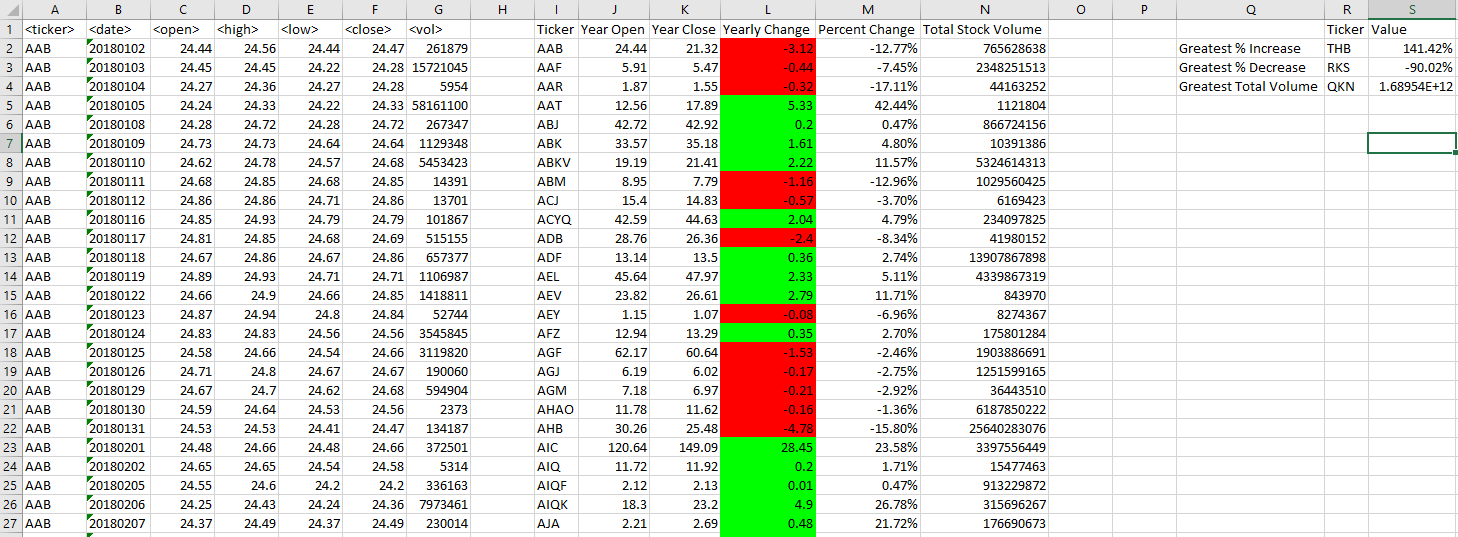 A B C D E F G H I J K L M N O P Q R S
1 <ticker> <date> <open> <high> <low> <close> <vol> Ticker Year Open Year Close Yearly Change Percent Change Total Stock Volume Ticker Value
2 AAB 20180102 24.44 24.56 24.44 24.47 261879 AAB 24.44 21.32 -3.12 -12.77% 765628638 Greatest % Increase THB 141.42%
3 AAB 20180103 24.45 24.45 24.22 24.28 15721045 AAF 5.91 5.47 -0.44 -7.45% 2348251513 Greatest % Decrease RKS -90.02%
4 AAB 20180104 24.27 24.36 24.27 24.28 5954 AAR 1.87 1.55 -0.32 -17.11% 44163252 Greatest Total Volume QKN 1.68954E+12
5 AAB 20180105 24.24 24.33 24.22 24.33 58161100 AAT 12.56 17.89 5.33 42.44% 1121804
6 AAB 20180108 24.28 24.72 24.28 24.72 267347 ABJ 42.72 42.92 0.2 0.47% 866724156
7 AAB 20180109 24.73 24.73 24.64 24.64 1129348 ABK 33.57 35.18 1.61 4.80% 10391386
8 AAB 20180110 24.62 24.78 24.57 24.68 5453423 ABKV 19.19 21.41 2.22 11.57% 5324614313
9 AAB 20180111 24.68 24.85 24.68 24.85 14391 ABM 8.95 7.79 -1.16 -12.96% 1029560425
10 AAB 20180112 24.86 24.86 24.71 24.86 13701 ACJ 15.4 14.83 -0.57 -3.70% 6169423
11 AAB 20180116 24.85 24.93 24.79 24.79 101867 ACYQ 42.59 44.63 2.04 4.79% 234097825
12 AAB 20180117 24.81 24.85 24.68 24.69 515155 ADB 28.76 26.36 -2.4 -8.34% 41980152
13 AAB 20180118 24.67 24.86 24.67 24.86 657377 ADF 13.14 13.5 0.36 2.74% 13907867898
14 AAB 20180119 24.89 24.93 24.71 24.71 1106987 AEL 45.64 47.97 2.33 5.11% 4339867319
15 AAB 20180122 24.66 24.9 24.66 24.85 1418811 AEV 23.82 26.61 2.79 11.71% 843970
16 AAB 20180123 24.87 24.94 24.8 24.84 52744 AEY 1.15 1.07 -0.08 -6.96% 8274367
17 AAB 20180124 24.83 24.83 24.56 24.56 3545845 AFZ 12.94 13.29 0.35 2.70% 175801284
18 AAB 20180125 24.58 24.66 24.54 24.66 3119820 AGF 62.17 60.64 -1.53 -2.46% 1903886691
19 AAB 20180126 24.71 24.8 24.67 24.67 190060 AGJ 6.19 6.02 -0.17 -2.75% 1251599165
20 AAB 20180129 24.67 24.7 24.62 24.68 594904 AGM 7.18 6.97 -0.21 -2.92% 36443510
21 AAB 20180130 24.59 24.64 24.53 24.56 2373 AHAO 11.78 11.62 -0.16 -1.36% 6187850222
22 AAB 20180131 24.53 24.53 24.41 24.47 134187 AHB 30.26 25.48 -4.78 -15.80% 25640283076
23 AAB 20180201 24.48 24.66 24.48 24.66 372501 AIC 120.64 149.09 28.45 23.58% 3397556449
24 AAB 20180202 24.65 24.65 24.54 24.58 5314 AIQ 11.72 11.92 0.2 1.71% 15477463
25 AAB 20180205 24.55 24.6 24.2 24.2 336163 AIQF 2.12 2.13 0.01 0.47% 913229872
26 AAB 20180206 24.25 24.43 24.24 24.36 7973461 AIQK 18.3 23.2 4.9 26.78% 315696267
27 AAB 20180207 24.37 24.49 24.37 24.49 230014 AJA 2.21 2.69 0.48 21.72% 176690673